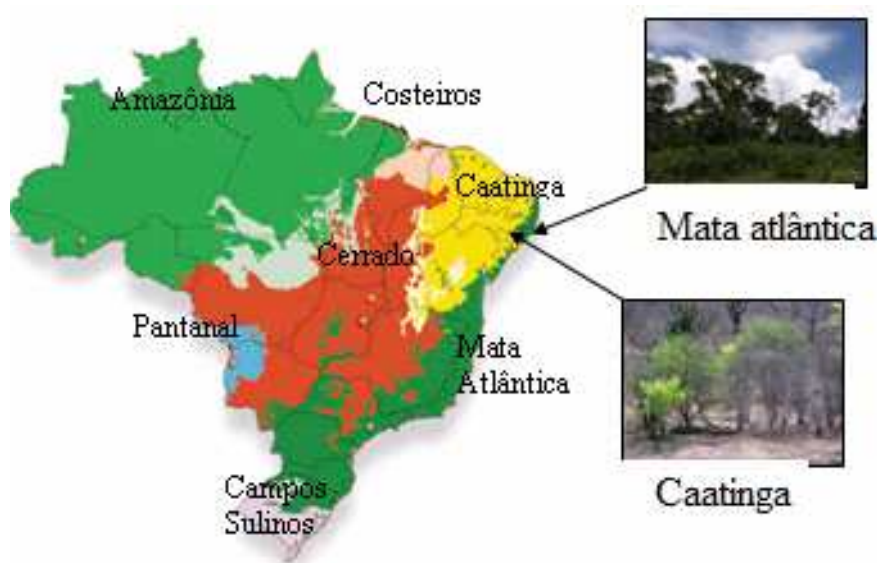 Amazônia
Costeiros
Caatinga
Cerrado
Pantanal
Mata
Atlântica
Campos
Sulinos
Mata atlântica
Caatinga